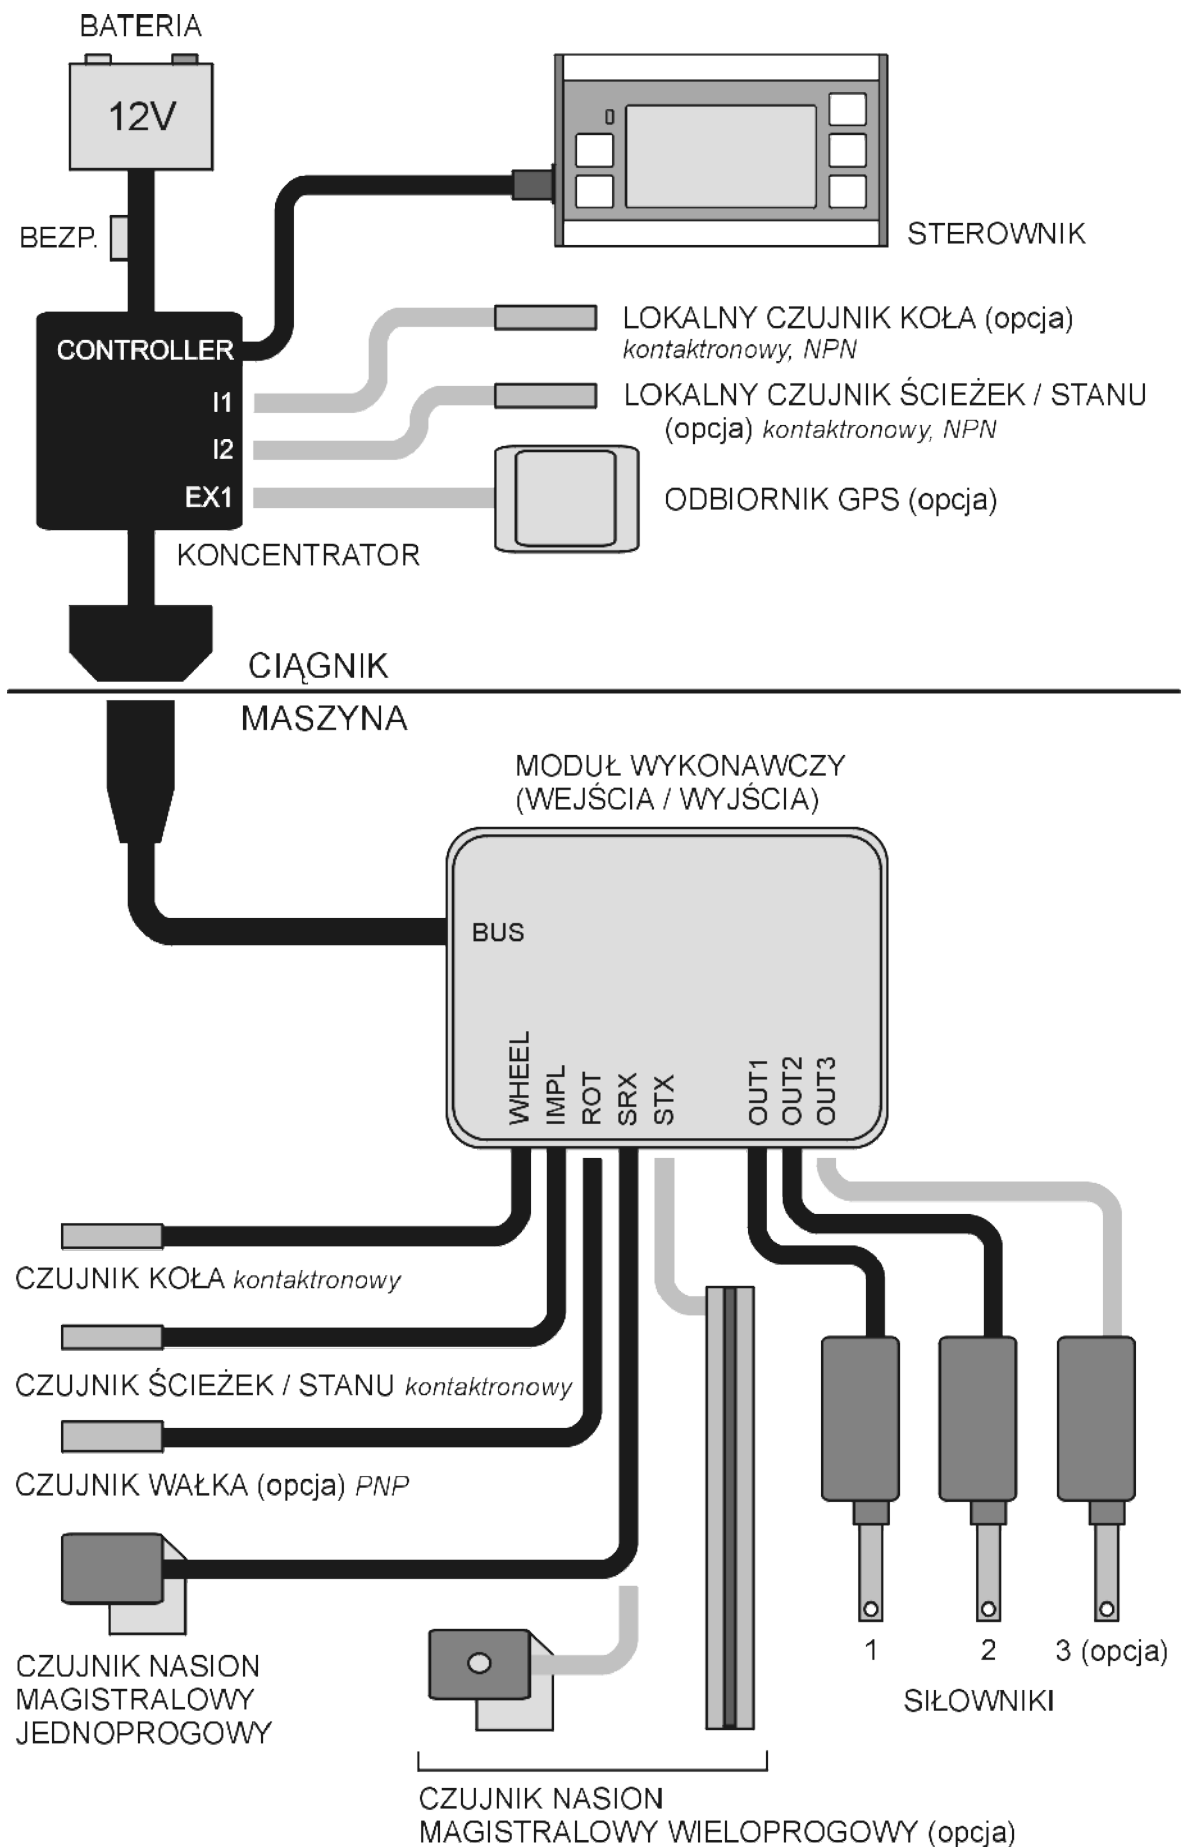 BATERIA
12V
BEZP.
STEROWNIK
CONTROLLER
I1
I2
EX1
LOKALNY CZUJNIK KOŁA (opcja)
kontaktronowy, NPN
LOKALNY CZUJNIK ŚCIEŻEK / STANU
(opcja) kontaktronowy, NPN
ODBIORNIK GPS (opcja)
KONCENTRATOR
CIĄGNIK
MASZYNA
MODUŁ WYKONAWCZY
(WEJŚCIA / WYJŚCIA)
BUS
WHEEL
IMPL
ROT
SRX
STX
OUT1
OUT2
OUT3
CZUJNIK KOŁA kontaktronowy
CZUJNIK ŚCIEŻEK / STANU kontaktronowy
CZUJNIK WAŁKA (opcja) PNP
CZUJNIK NASION
MAGISTRALOWY
JEDNOPROGOWY
1
2
3 (opcja)
SIŁOWNIKI
CZUJNIK NASION
MAGISTRALOWY WIELOPROGOWY (opcja)